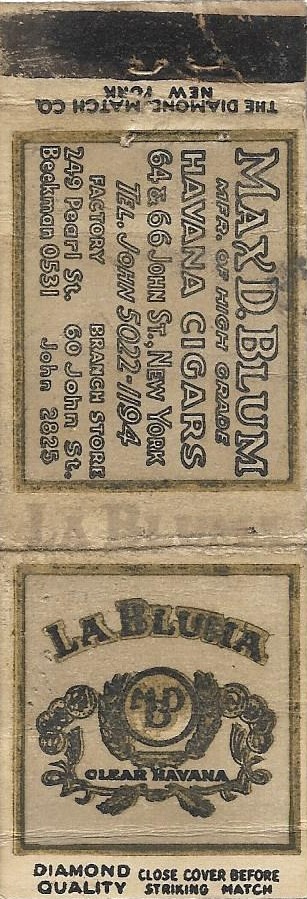 THE DIAMOND MATCH CO.
NEW YORK
MAX D. BLUM
MFR. OF HIGH GRADE
HAVANA CIGARS
64 & 66 JOHN ST., NEW YORK
TEL. JOHN 5022-1194
FACTORY BRANCH STORE
249 Pearl St. 60 John St.
Beekman 0531 John 2825
LA BLUMA
LA BLUMA
MDB
CLEAR HAVANA
DIAMOND QUALITY
CLOSE COVER BEFORE
STRIKING MATCH